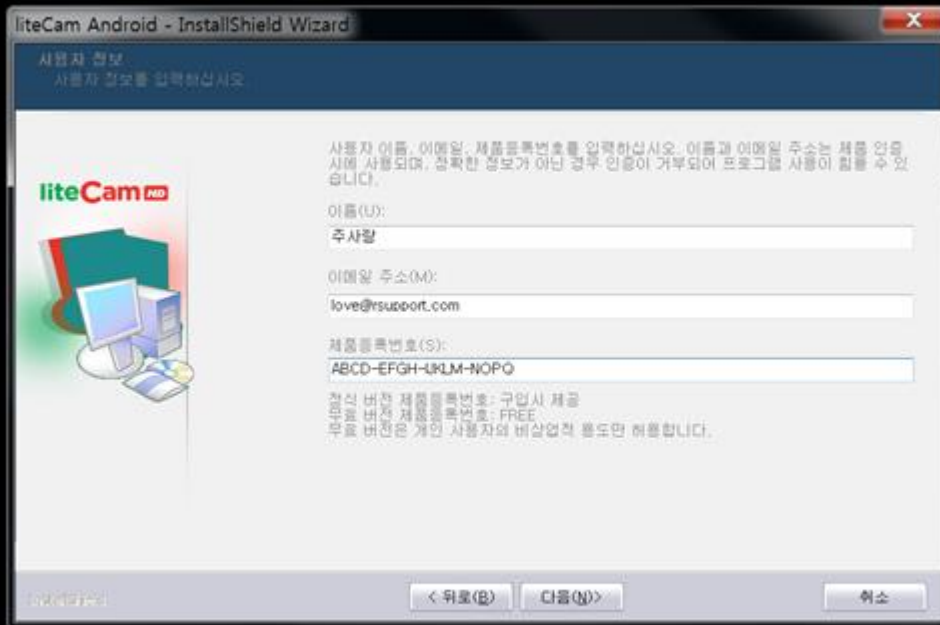 liteCam Android - InstallShield Wizard
사용자 정보
사용자 정보를 입력하십시오.
사용자 이름, 이메일, 제품등록번호를 입력하십시오. 이름과 이메일 주소는 제품 인증
시에 사용되며, 정확한 정보가 아닌 경우 인증이 거부되어 프로그램 사용이 힘들 수 있
습니다.
liteCam HD
이름(U):
주사랑
이메일 주소(M):
love@rsupport.com
제품등록번호(S):
ABCD-EFGH-IJKLM-NOPQ
정식 버전 제품등록번호: 구입시 제공
무료 버전 제품등록번호: FREE
무료 버전은 개인 사용자의 비상업적 용도만 허용합니다.
< 뒤로(B)
다음(N)>
취소